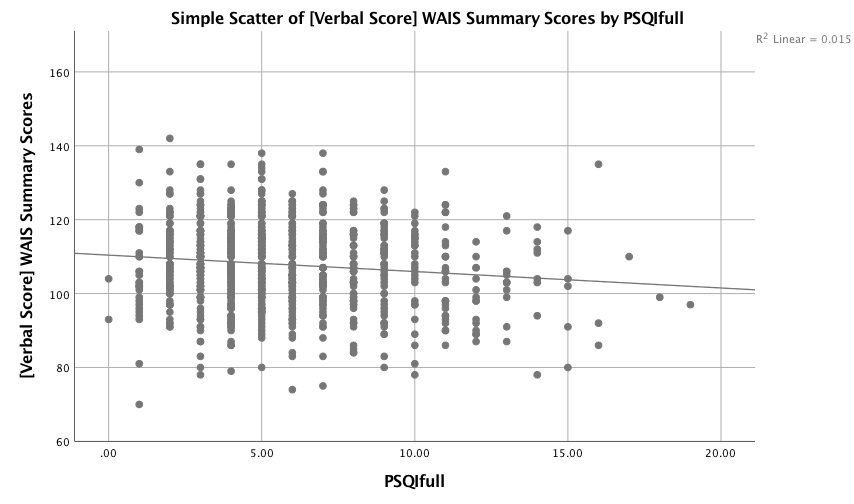 Simple Scatter of [Verbal Score] WAIS Summary Scores by PSQIfull
R2 Linear = 0.015
[Verbal Score] WAIS Summary Scores
160
140
120
100
80
60
.00
5.00
10.00
15.00
20.00
PSQIfull